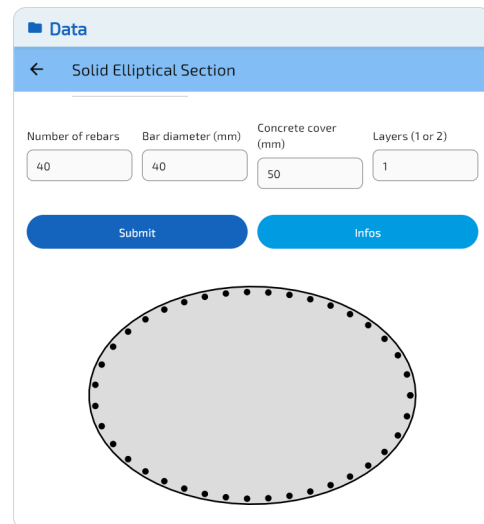 Data
Solid Elliptical Section
Number of rebars
Bar diameter (mm)
Concrete cover
(mm)
Layers (1 or 2)
40
40
50
1
Submit
Infos